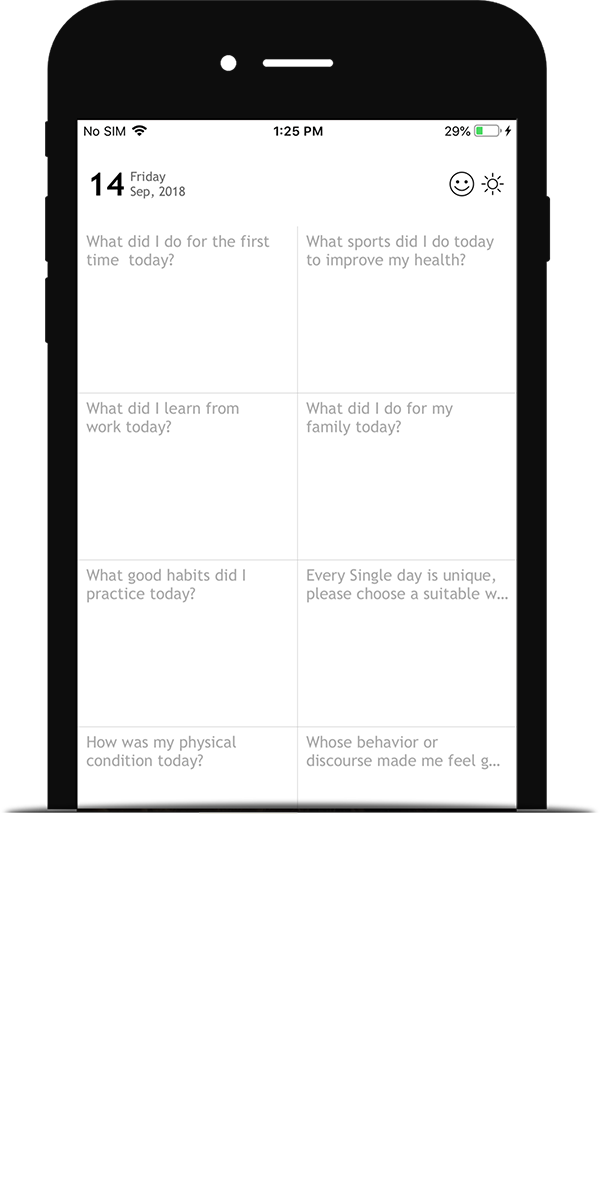 No SIM 1:25 PM 29%
14 Friday
Sep, 2018
What did I do for the first
time today?
What sports did I do today
to improve my health?
What did I learn from
work today?
What did I do for my
family today?
What good habits did I
practice today?
Every Single day is unique,
please choose a suitable w...
How was my physical
condition today?
Whose behavior or
discourse made me feel g...